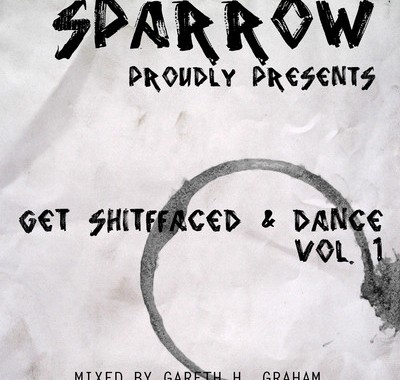 SPARROW
PROUDLY PRESENTS
GET SHITFFACED & DANCE
VOL. 1
MIXED BY GARETH H. GRAHAM